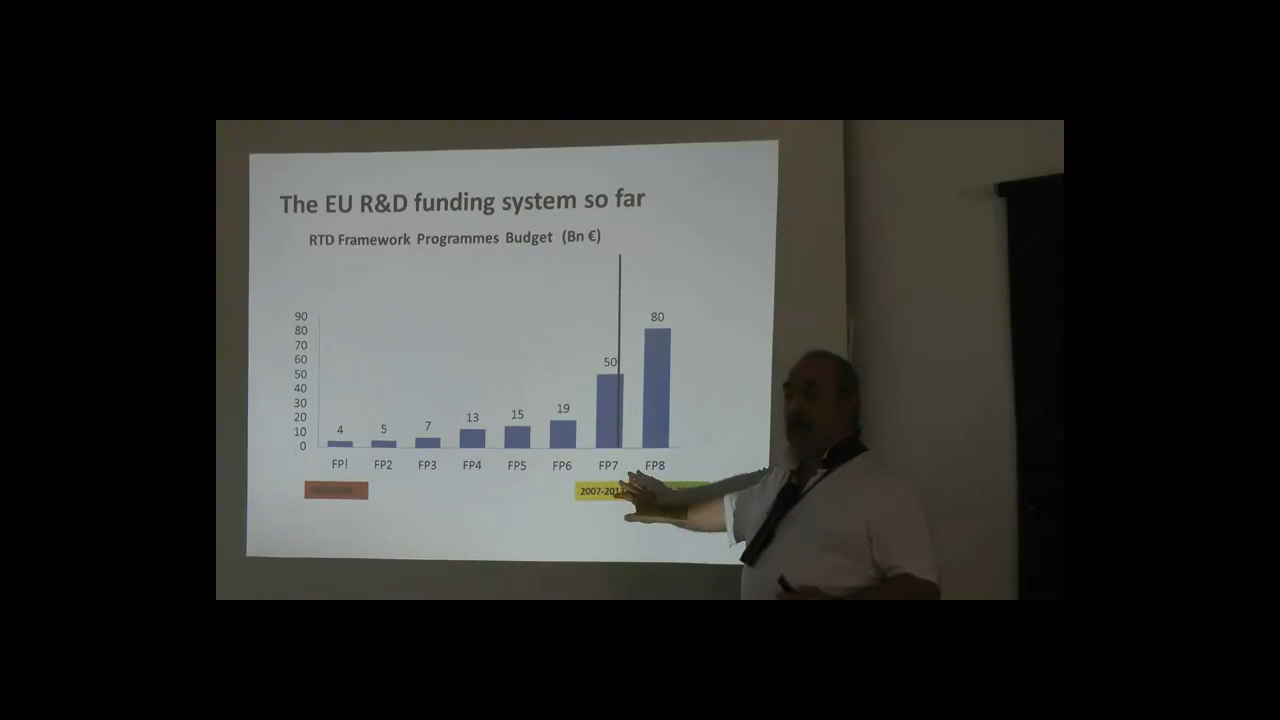 The EU R&D funding system so far
RTD Framework Programmes Budget (Bn €)
90
80
70
60
50
40
30
20
10
0
4
5
7
13
15
19
50
80
FP1
FP2
FP3
FP4
FP5
FP6
FP7
FP8
2007-2013